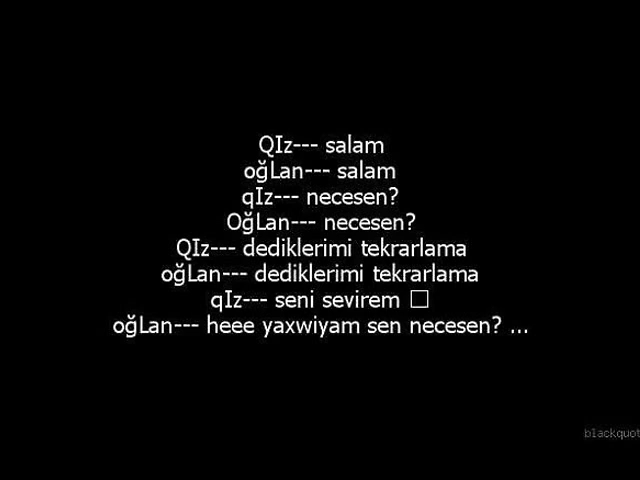 QIz--- salam
oğLan--- salam
qIz--- necesen?
OğLan--- necesen?
QIz--- dediklerimi tekrarlama
oğLan--- dediklerimi tekrarlama
qIz--- seni sevirem
oğLan--- heee yaxwiyam sen necesen? ...
blackquot